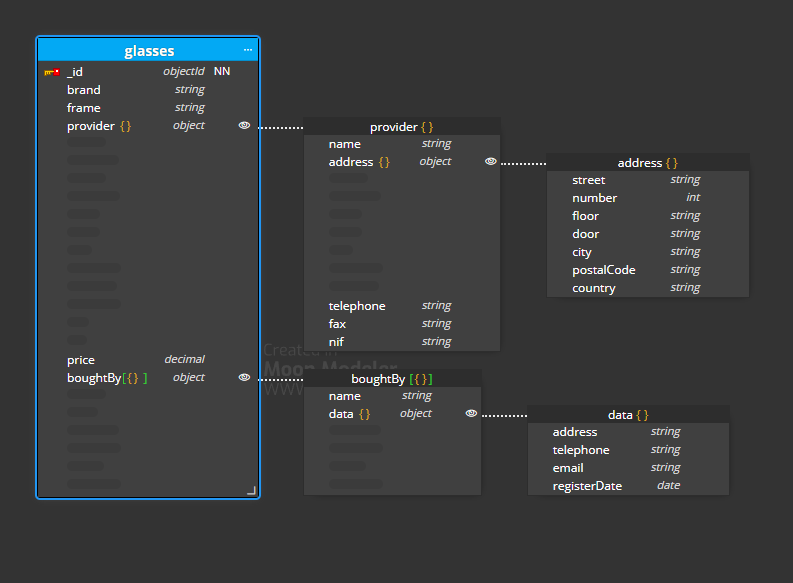 glasses ...
_id objectId NN
brand string
frame string
provider {} object
price decimal
boughtBy[{} ] object
provider {}
name string
address {} object
telephone string
fax string
nif string
address {}
street string
number int
floor string
door string
city string
postalCode string
country string
Created in
Moon Modeler
WWW
boughtBy [{}]
name string
data {} object
data {}
address string
telephone string
email string
registerDate date